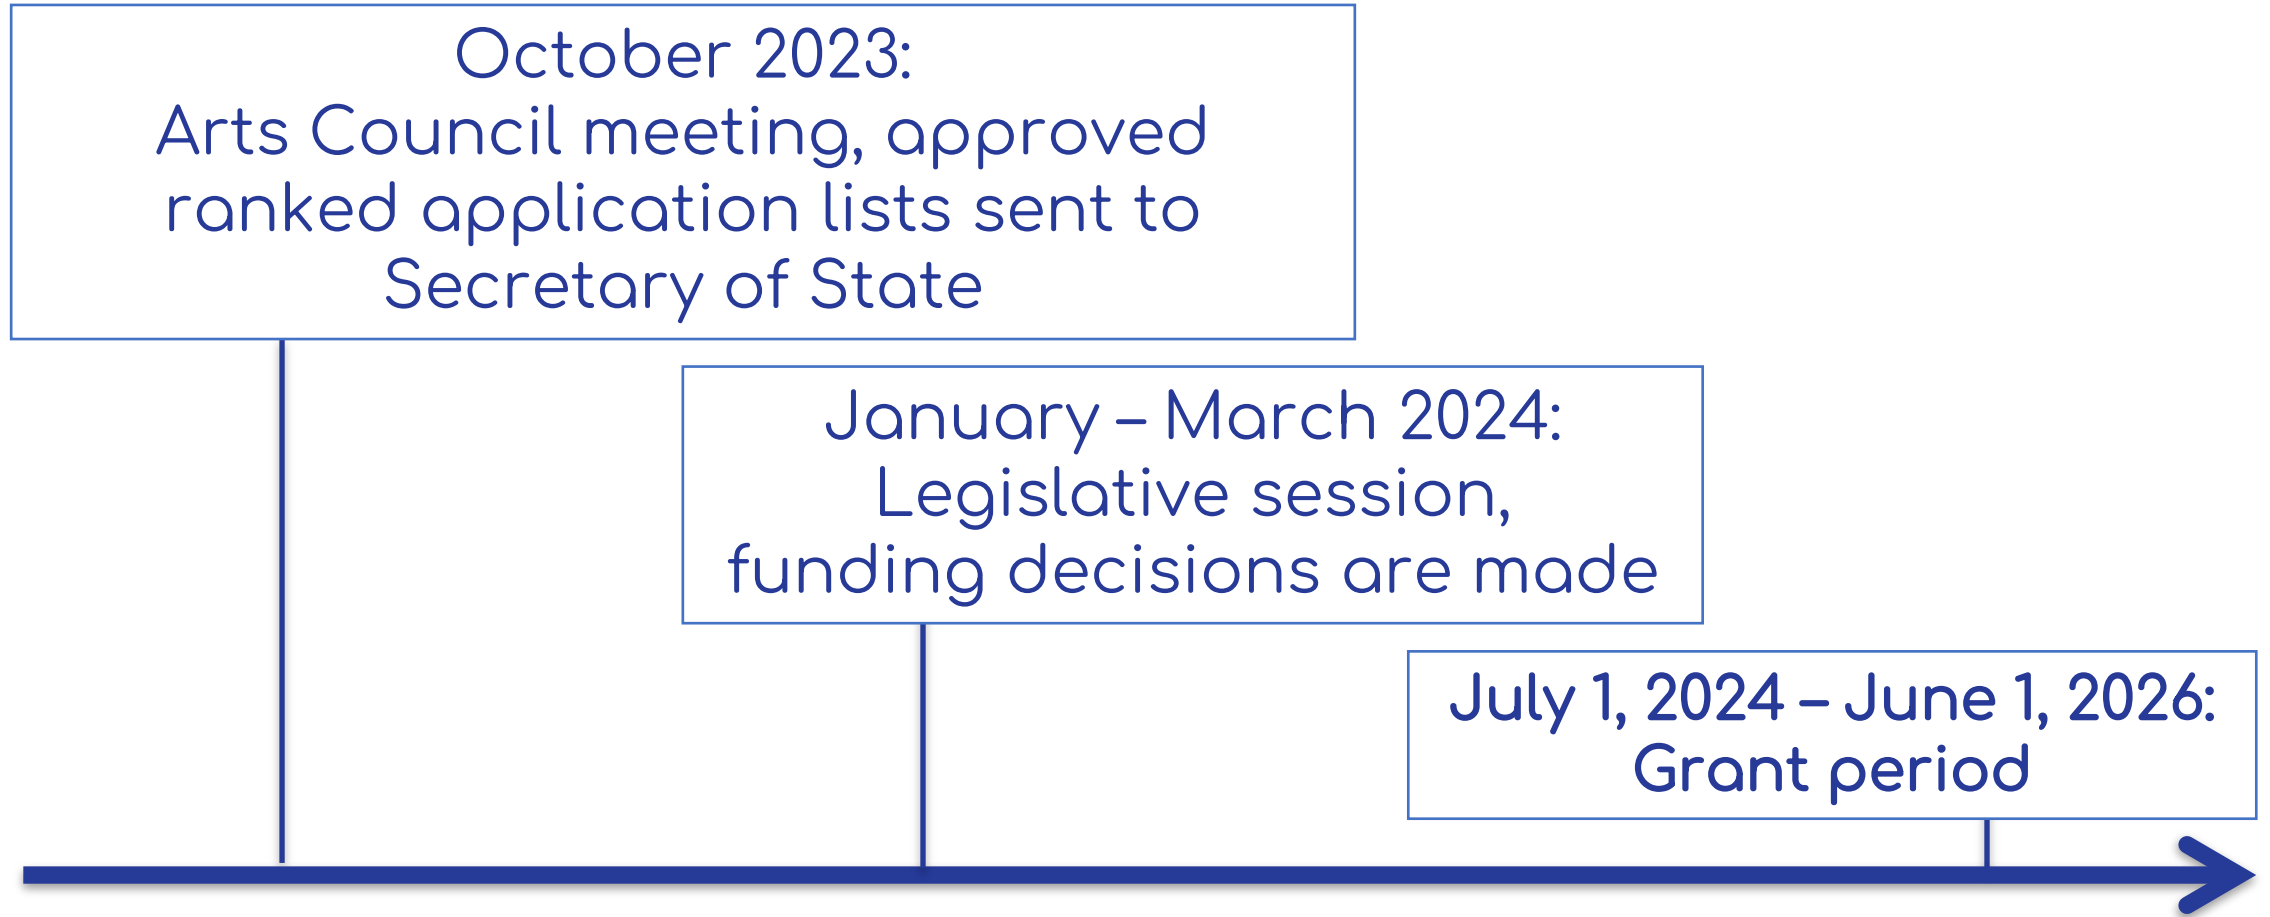 October 2023:
Arts Council meeting, approved
ranked application lists sent to
Secretary of State
January – March 2024:
Legislative session,
funding decisions are made
July 1, 2024 – June 1, 2026:
Grant period